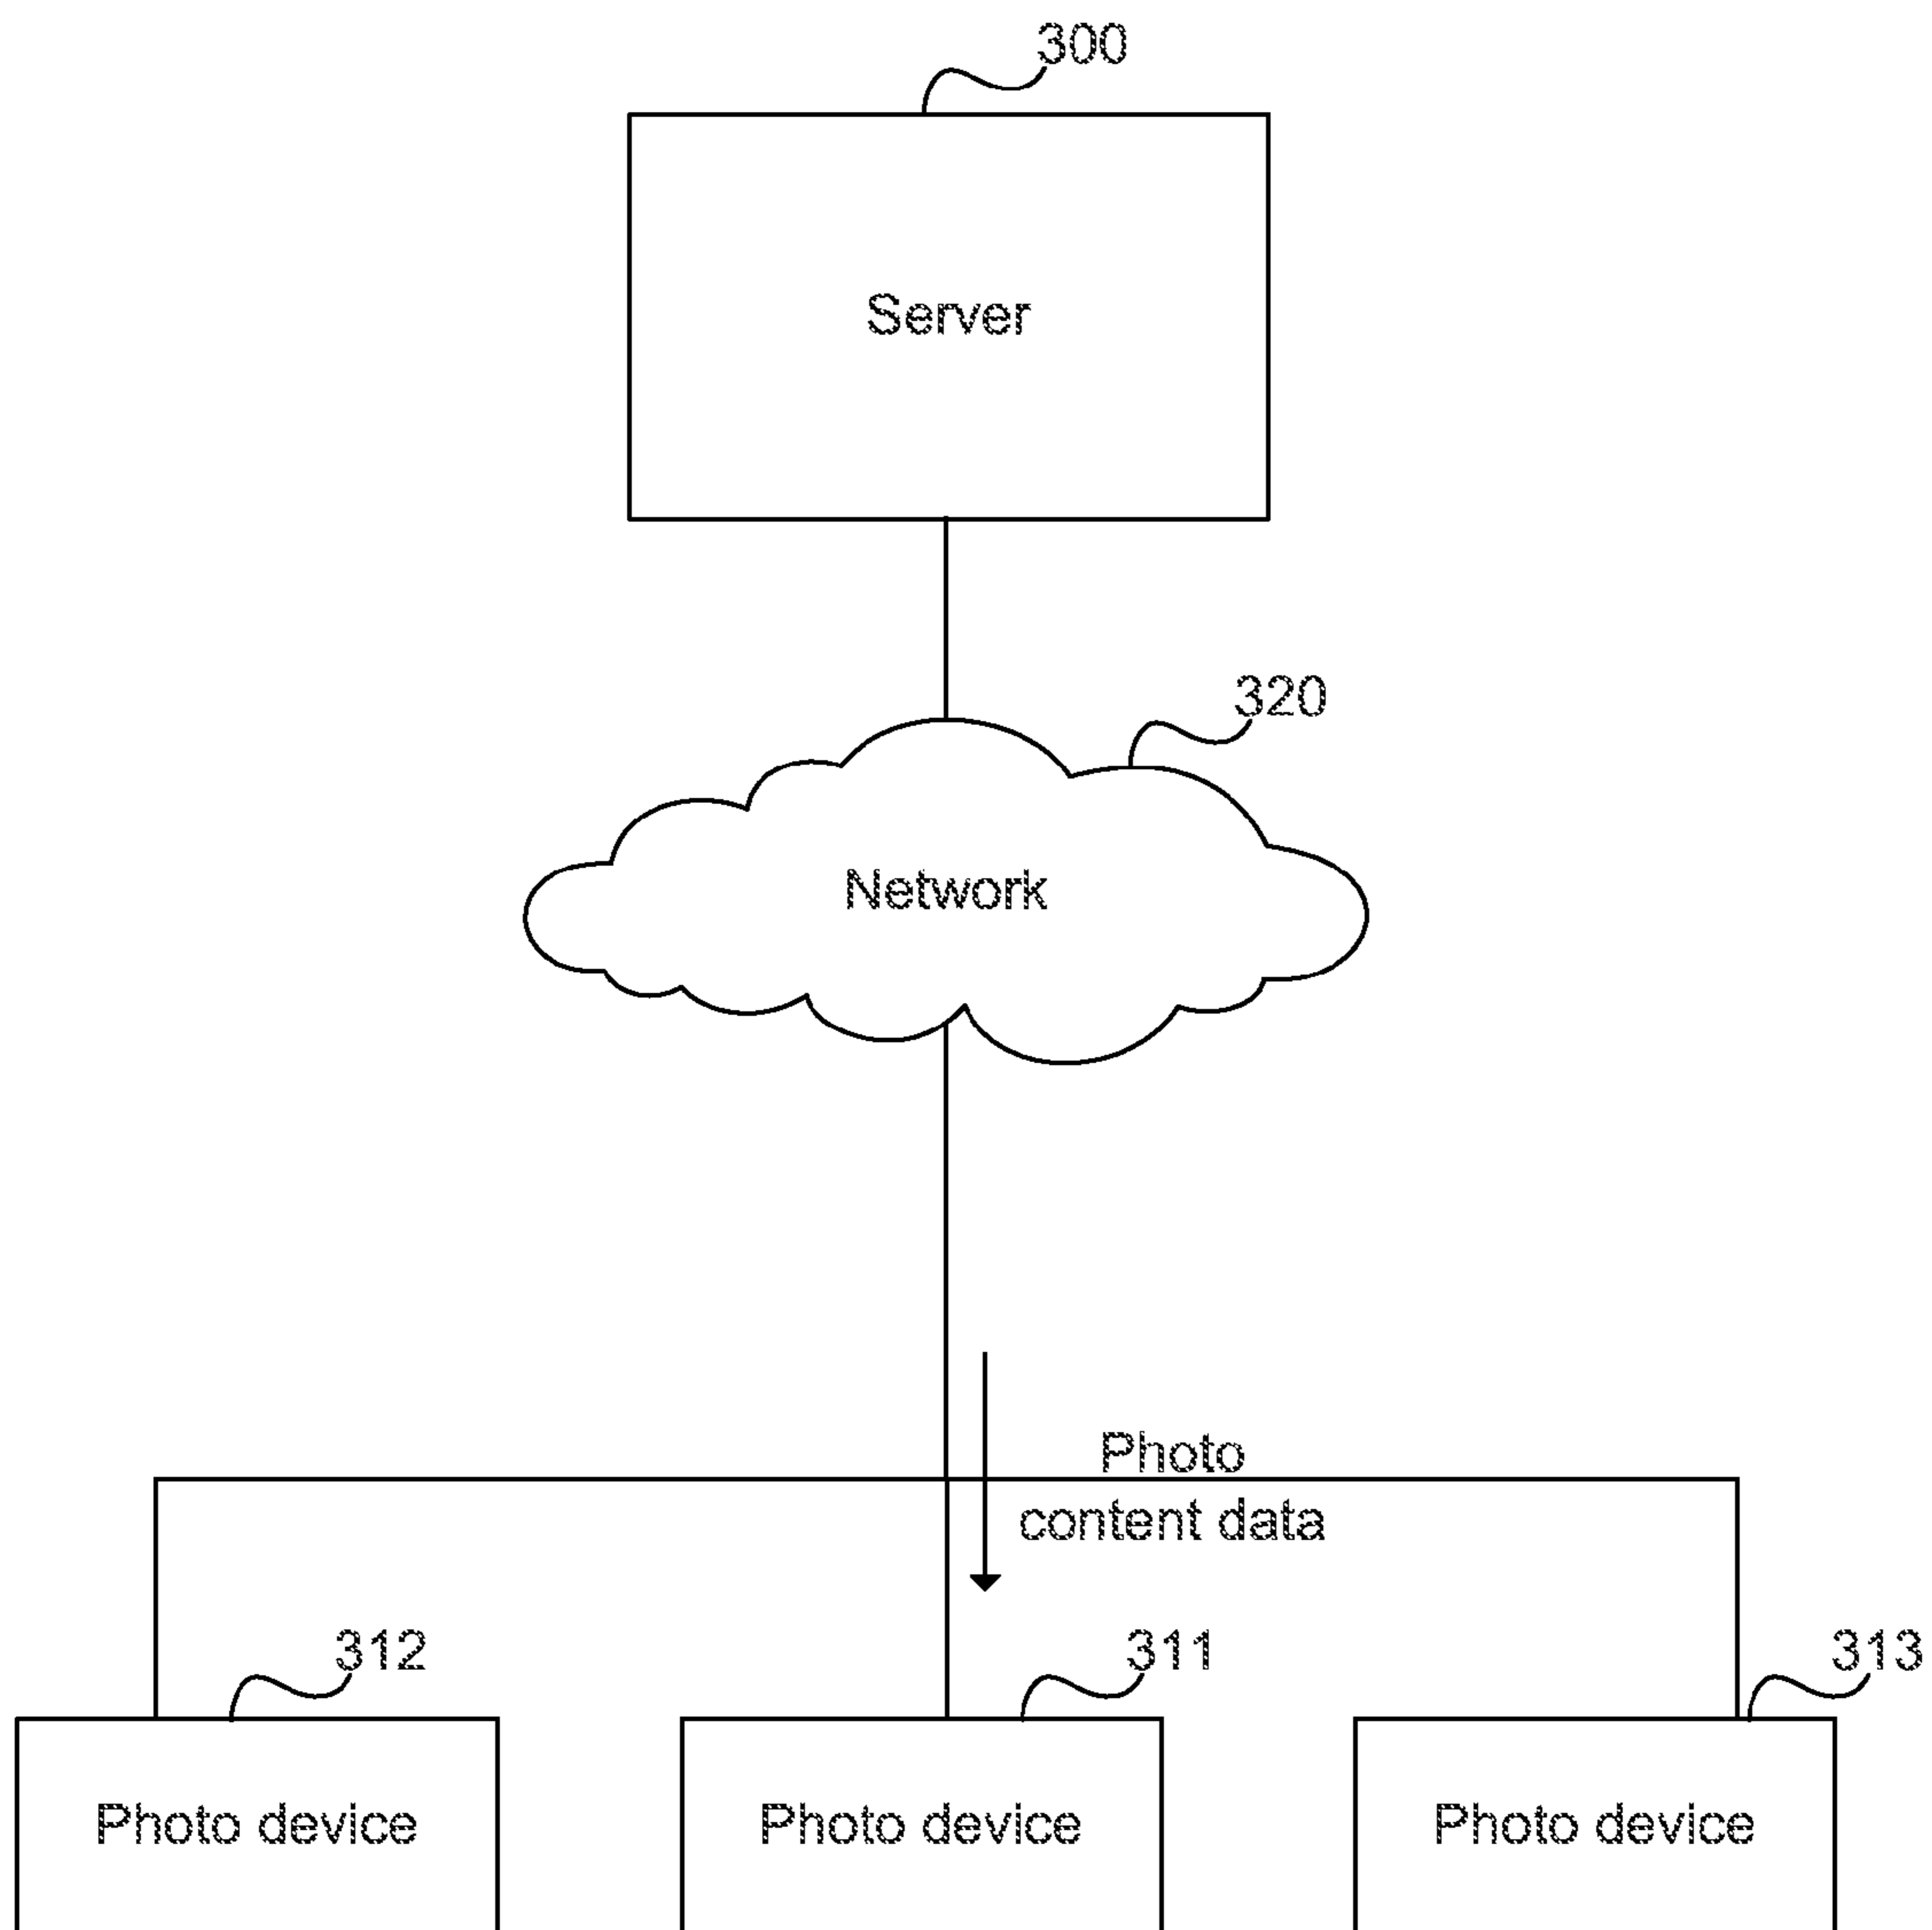 300
Server
320
Network
Photo
content data
312
311
313
Photo device
Photo device
Photo device